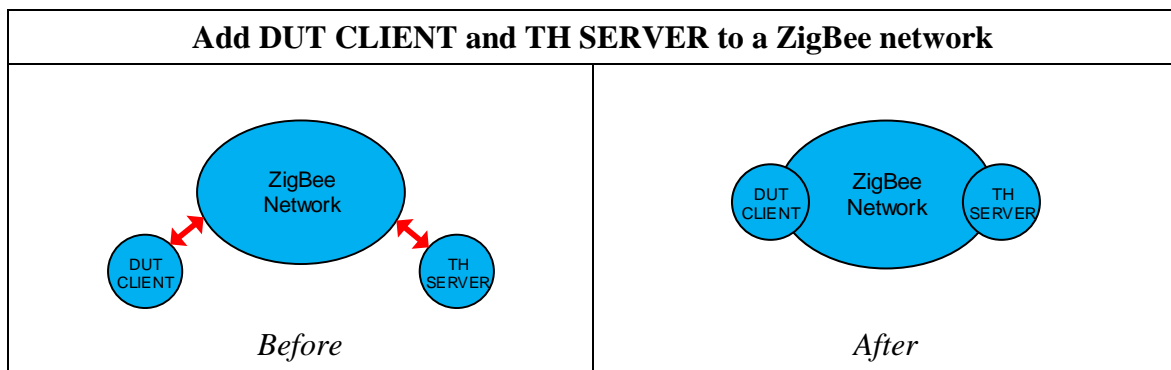 Add DUT CLIENT and TH SERVER to a ZigBee network
ZigBee
Network
DUT
CLIENT
TH
SERVER
Before
DUT
CLIENT
ZigBee
Network
TH
SERVER
After